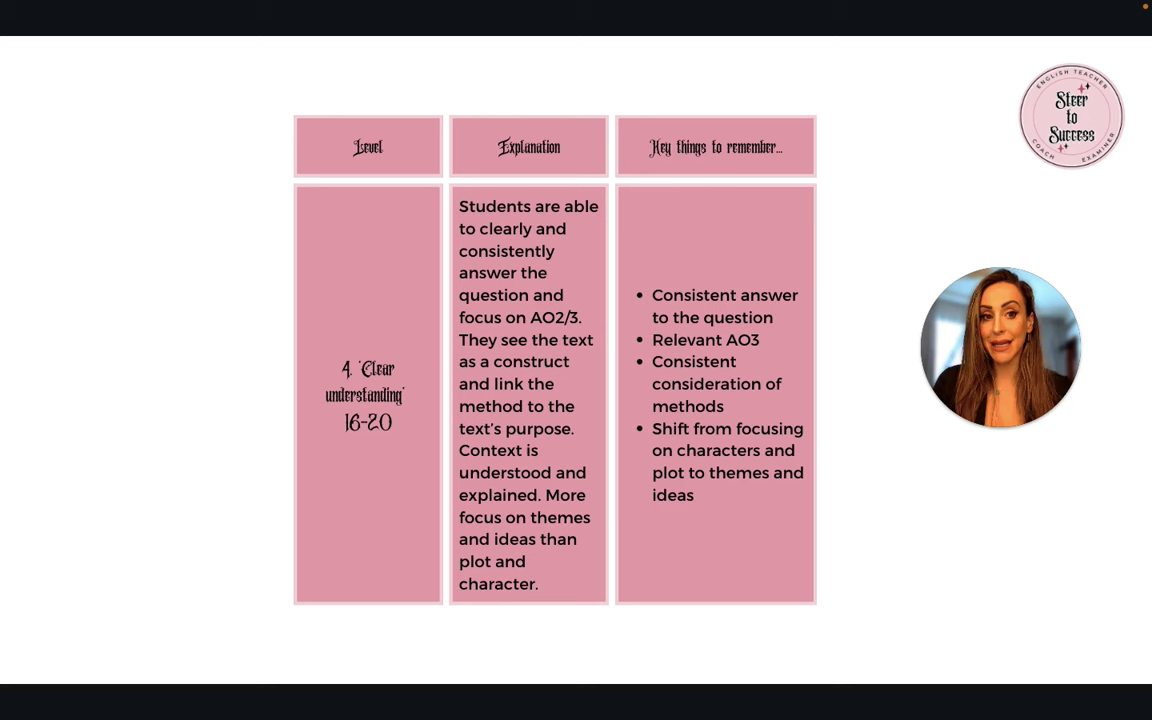 Level
Explanation
Key things to remember...
4. 'Clear
understanding'
16-20
Students are able
to clearly and
consistently
answer the
question and
focus on AO2/3.
They see the text
as a construct
and link the
method to the
text's purpose.
Context is
understood and
explained. More
focus on themes
and ideas than
plot and
character.
• Consistent answer
to the question
• Relevant AO3
• Consistent
consideration of
methods
• Shift from focusing
on characters and
plot to themes and
ideas
ENGLISH TEACHER
Steer
to
Success
COACH
EXAMINER